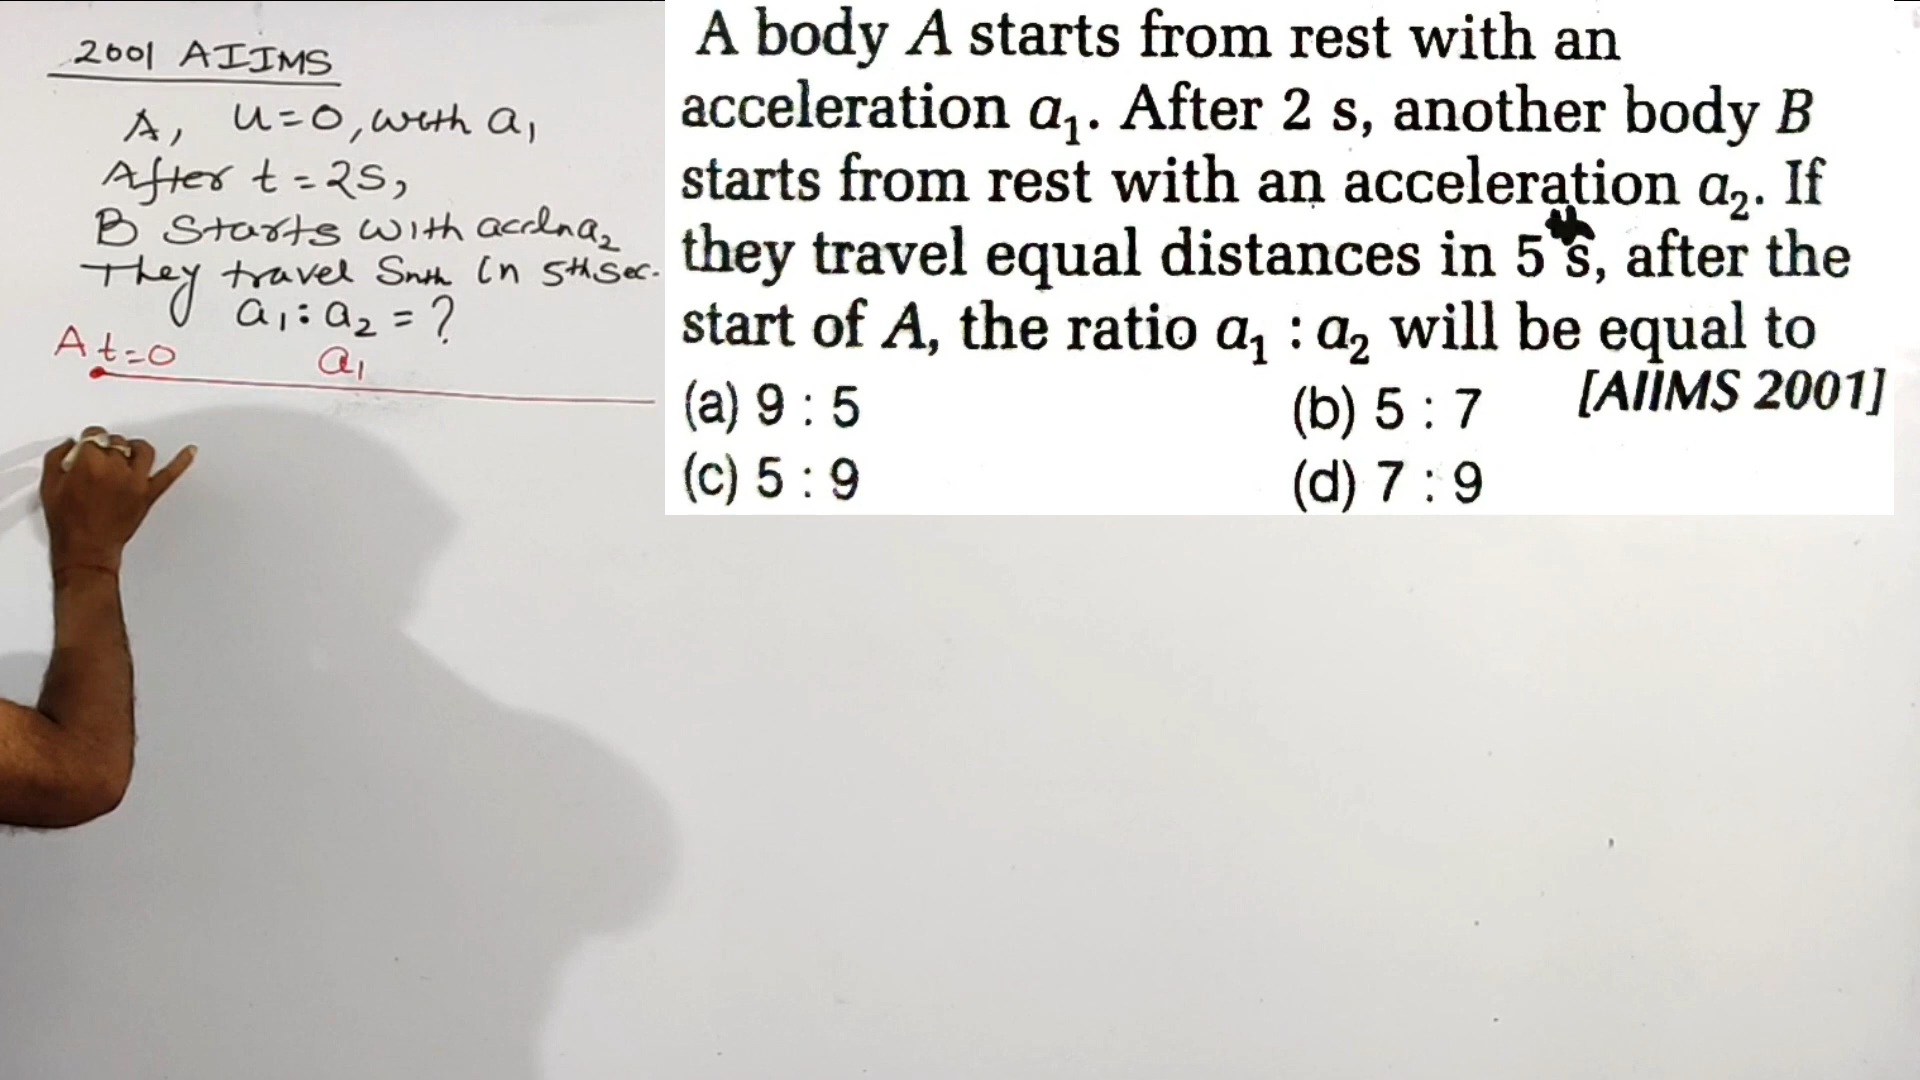 2001 AIIMS
A, u=0, with a₁
After t=2s,
B Starts with accln a₂
They travel Snth in 5th sec.
a₁ : a₂ = ?
A t=0 a₁
A body A starts from rest with an
acceleration a₁. After 2 s, another body B
starts from rest with an acceleration a₂. If
they travel equal distances in 5th s, after the
start of A, the ratio a₁ : a₂ will be equal to
[AIIMS 2001]
(a) 9 : 5 (b) 5 : 7
(c) 5 : 9 (d) 7 : 9